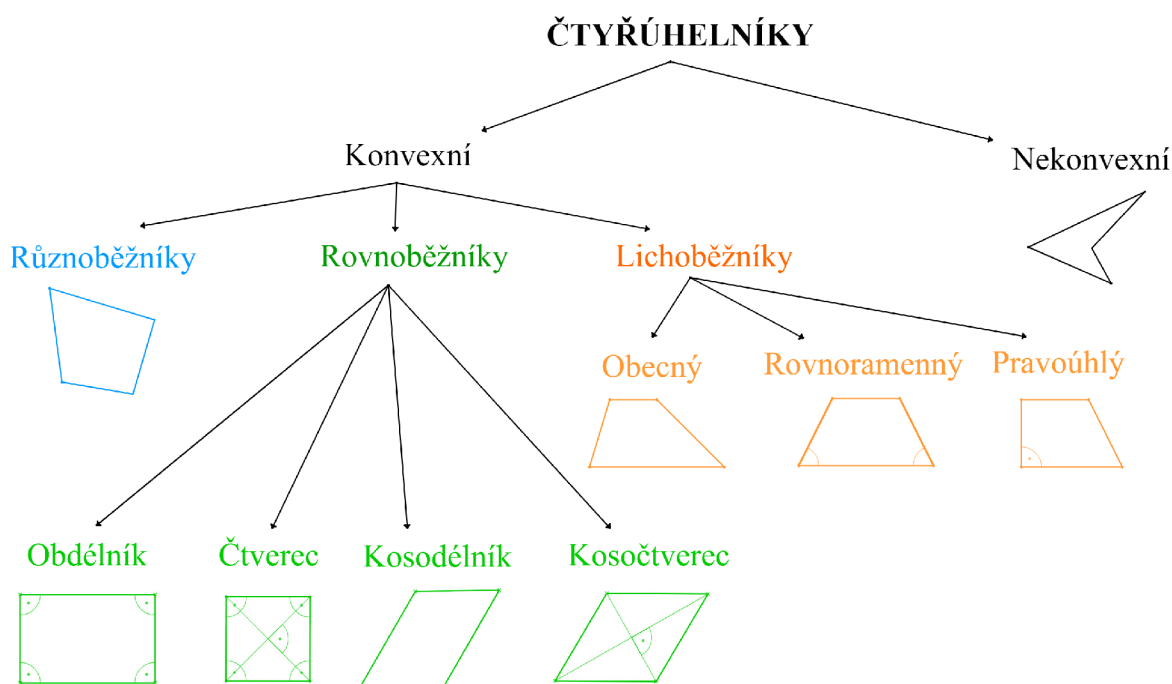 ČTYŘÚHELNÍKY
Konvexní
Nekonvexní
Různoběžníky
Rovnoběžníky
Lichoběžníky
Obecný
Rovnoramenný
Pravoúhlý
Obdélník
Čtverec
Kosodélník
Kosočtverec